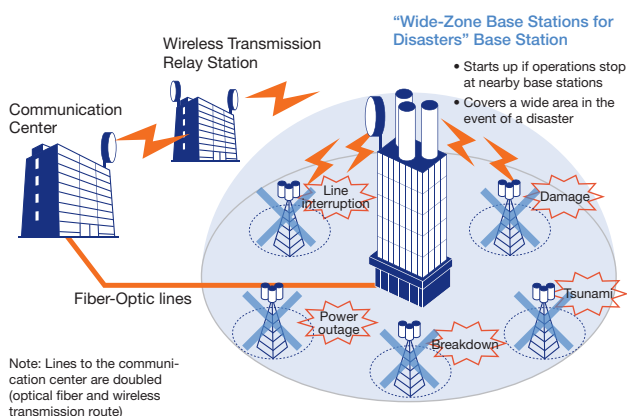 “Wide-Zone Base Stations for
Disasters” Base Station
• Starts up if operations stop
at nearby base stations
• Covers a wide area in the
event of a disaster
Wireless Transmission
Relay Station
Communication
Center
Line
interruption
Damage
Fiber-Optic lines
Power
outage
Breakdown
Tsunami
Note: Lines to the communi-
cation center are doubled
(optical fiber and wireless
transmission route)